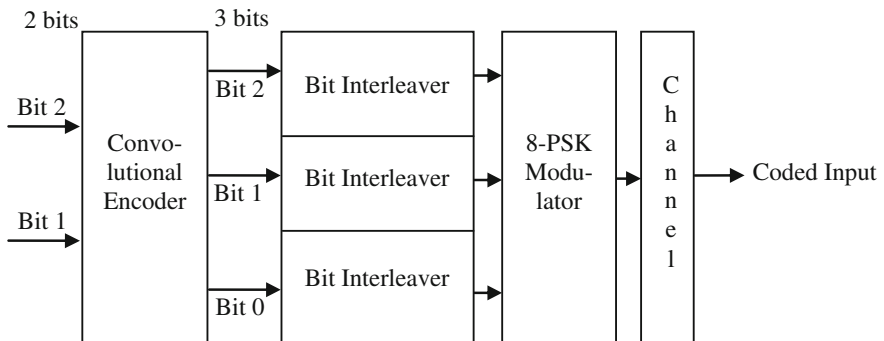 2 bits
3 bits
Bit 2
Bit 1
Convo-
lutional
Encoder
Bit 2
Bit 1
Bit 0
Bit Interleaver
Bit Interleaver
Bit Interleaver
8-PSK
Modu-
lator
C
h
a
n
n
e
l
Coded Input